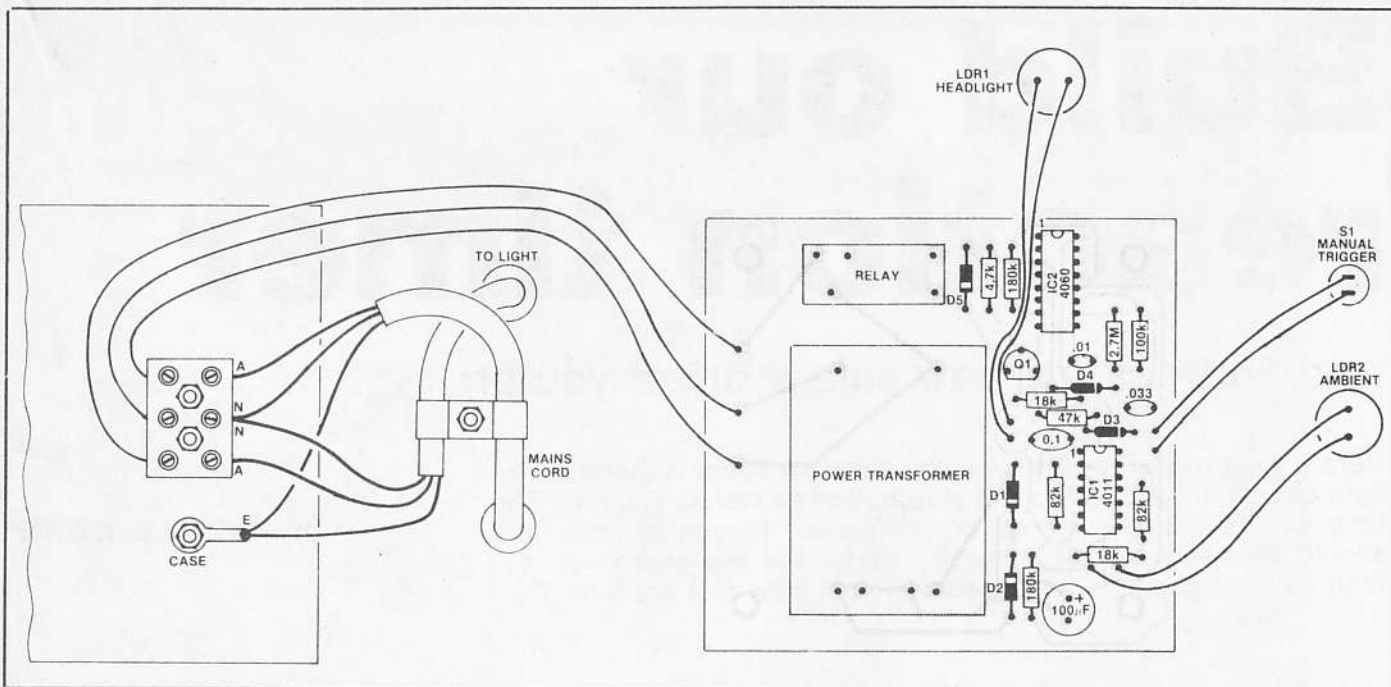 LDR1
HEADLIGHT
TO LIGHT
S1
MANUAL
TRIGGER
RELAY
D5
4.7k
180k
1
IC2
4060
2.7M
100k
.01
Q1
D4
LDR2
AMBIENT
18k
.033
47k
D3
0.1
1
A
N
N
A
MAINS
CORD
POWER TRANSFORMER
D1
82k
IC1
4011
82k
E
CASE
18k
D2
180k
+
100µF